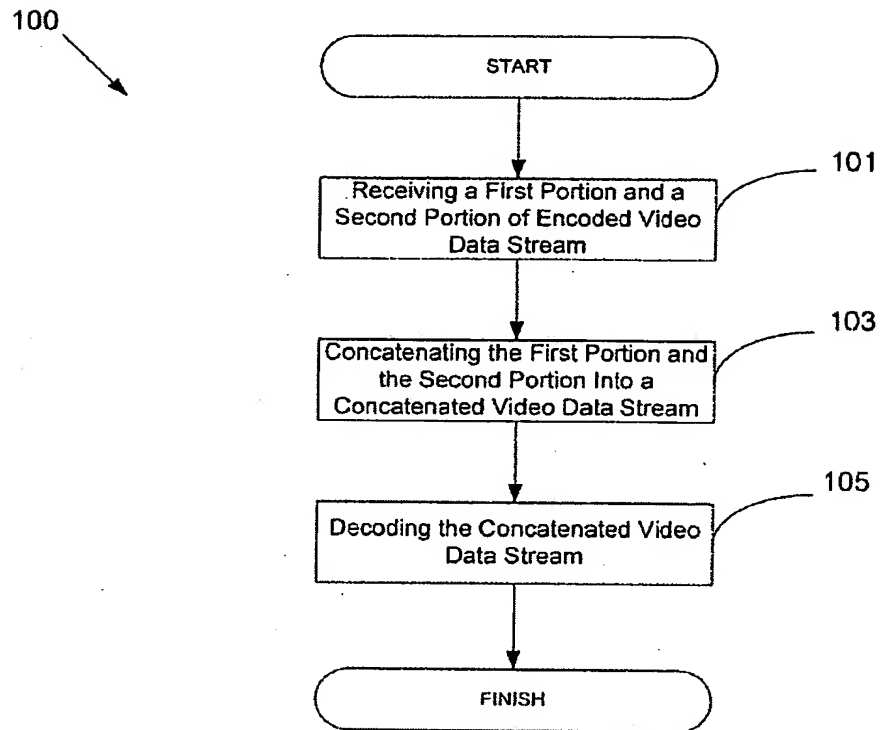 100
START
101
Receiving a First Portion and a
Second Portion of Encoded Video
Data Stream
103
Concatenating the First Portion and
the Second Portion Into a
Concatenated Video Data Stream
105
Decoding the Concatenated Video
Data Stream
FINISH